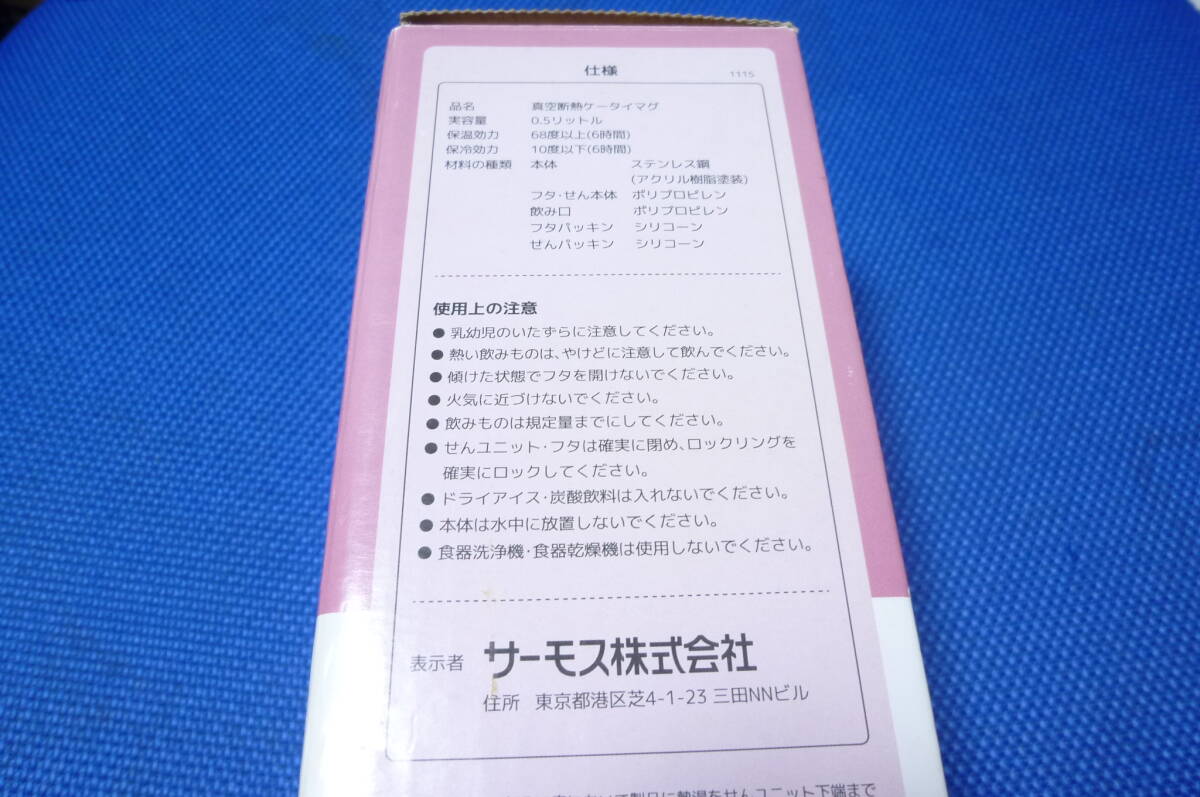 仕様 1115
品名 真空断熱ケータイマグ
実容量 0.5リットル
保温効力 68度以上(6時間)
保冷効力 10度以下(6時間)
材料の種類 本体 ステンレス鋼
(アクリル樹脂塗装)
フタ・せん本体 ポリプロピレン
飲み口 ポリプロピレン
フタパッキン シリコーン
せんパッキン シリコーン
使用上の注意
● 乳幼児のいたずらに注意してください。
● 熱い飲みものは、やけどに注意して飲んでください。
● 傾けた状態でフタを開けないでください。
● 火気に近づけないでください。
● 飲みものは規定量までにしてください。
● せんユニット・フタは確実に閉め、ロックリングを
確実にロックしてください。
● ドライアイス・炭酸飲料は入れないでください。
● 本体は水中に放置しないでください。
● 食器洗浄機・食器乾燥機は使用しないでください。
表示者 サーモス株式会社
住所 東京都港区芝4-1-23 三田NNビル
製品に熱湯をせんユニット下端まで